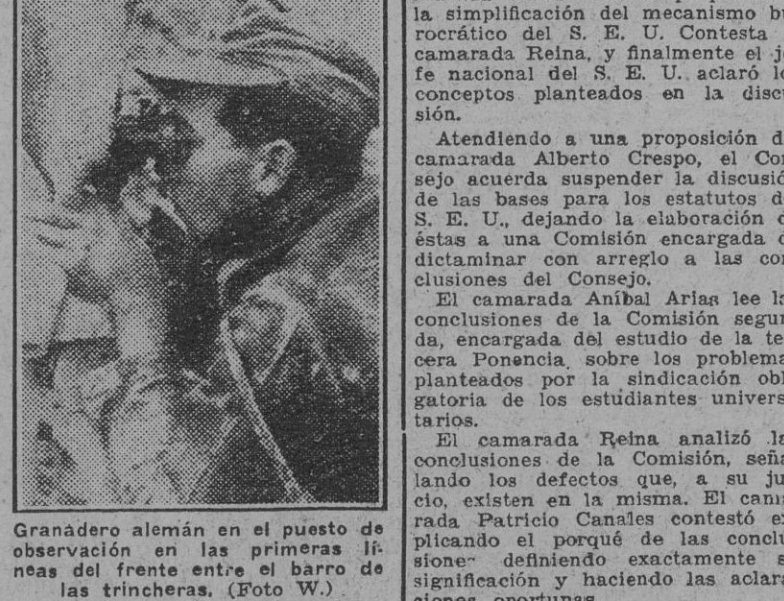 Granadero alemán en el puesto de
observación en las primeras lí-
neas del frente entre el barro de
las trincheras. (Foto W.)
la simplificación del mecanismo bu
rocrático del S. E. U. Contesta
camarada Reina, y finalmente el je
fe nacional del S. E. U. aclaró lo
conceptos planteados en la discu
sión.
Atendiendo a una proposición d
camarada Alberto Crespo, el Con
sejo acuerda suspender la discusió
de las bases para los estatutos d
S. E. U., dejando la elaboración d
éstas a una Comisión encargada d
dictaminar con arreglo a las con
clusiones del Consejo.
El camarada Aníbal Arias lee la
conclusiones de la Comisión segun
da, encargada del estudio de la te
cera Ponencia, sobre los problema
planteados por la sindicación obl
gatoria de los estudiantes univers
tarios.
El camarada Reina analizó la
conclusiones de la Comisión, seña
lando los defectos que, a su jui
cio, existen en la misma. El cama
rada Patricio Canales contestó ex
plicando el porqué de las conclu
sione definiendo exactamente s
significación y haciendo las aclara
ciones oportunas